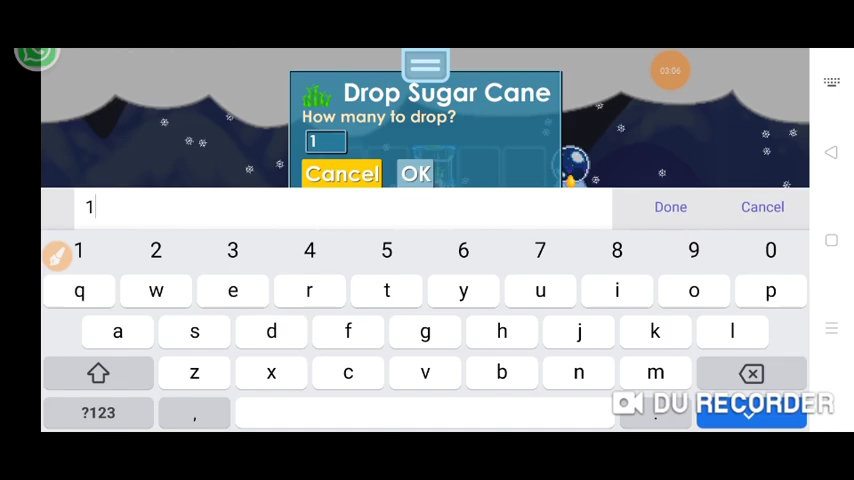 03:06
Drop Sugar Cane
How many to drop?
1
Cancel OK
1 Done Cancel
1 2 3 4 5 6 7 8 9 0
q w e r t y u i o p
a s d f g h j k l
z x c v b n m
?123 , .
DU RECORDER